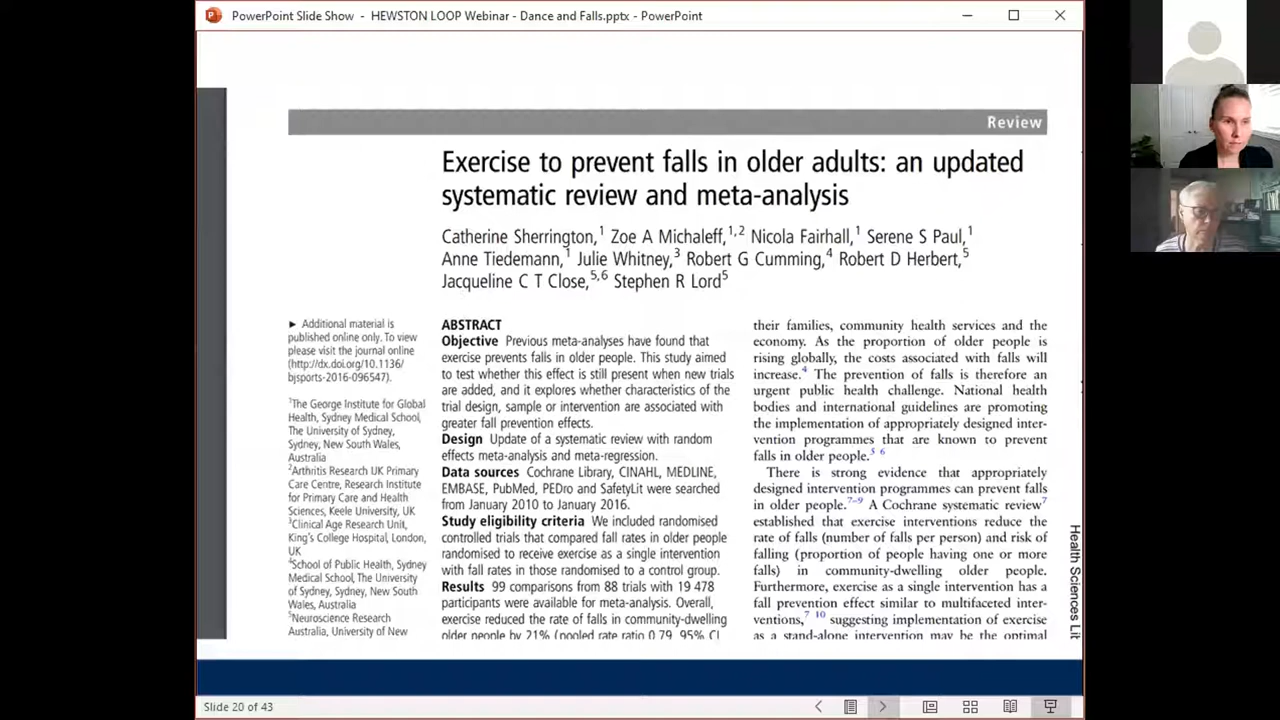 PowerPoint Slide Show - HEWSTON LOOP Webinar - Dance and Falls.pptx - PowerPoint
Review
Exercise to prevent falls in older adults: an updated
systematic review and meta-analysis
Catherine Sherrington,1 Zoe A Michaleff,1,2 Nicola Fairhall,1 Serene S Paul,1
Anne Tiedemann,1 Julie Whitney,3 Robert G Cumming,4 Robert D Herbert,5
Jacqueline C T Close,5,6 Stephen R Lord5
► Additional material is
published online only. To view
please visit the journal online
(http://dx.doi.org/10.1136/
bjsports-2016-096547).
1The George Institute for Global
Health, Sydney Medical School,
The University of Sydney,
Sydney, New South Wales,
Australia
2Arthritis Research UK Primary
Care Centre, Research Institute
for Primary Care and Health
Sciences, Keele University, UK
3Clinical Age Research Unit,
King's College Hospital, London,
UK
4School of Public Health, Sydney
Medical School, The University
of Sydney, Sydney, New South
Wales, Australia
5Neuroscience Research
Australia, University of New
ABSTRACT
Objective Previous meta-analyses have found that
exercise prevents falls in older people. This study aimed
to test whether this effect is still present when new trials
are added, and it explores whether characteristics of the
trial design, sample or intervention are associated with
greater fall prevention effects.
Design Update of a systematic review with random
effects meta-analysis and meta-regression.
Data sources Cochrane Library, CINAHL, MEDLINE,
EMBASE, PubMed, PEDro and SafetyLit were searched
from January 2010 to January 2016.
Study eligibility criteria We included randomised
controlled trials that compared fall rates in older people
randomised to receive exercise as a single intervention
with fall rates in those randomised to a control group.
Results 99 comparisons from 88 trials with 19 478
participants were available for meta-analysis. Overall,
exercise reduced the rate of falls in community-dwelling
older people by 21% (pooled rate ratio 0.79, 95% CI
their families, community health services and the
economy. As the proportion of older people is
rising globally, the costs associated with falls will
increase.4 The prevention of falls is therefore an
urgent public health challenge. National health
bodies and international guidelines are promoting
the implementation of appropriately designed inter-
vention programmes that are known to prevent
falls in older people.5 6
There is strong evidence that appropriately
designed intervention programmes can prevent falls
in older people.7–9 A Cochrane systematic review7
established that exercise interventions reduce the
rate of falls (number of falls per person) and risk of
falling (proportion of people having one or more
falls) in community-dwelling older people.
Furthermore, exercise as a single intervention has a
fall prevention effect similar to multifaceted inter-
ventions,7 10 suggesting implementation of exercise
as a stand-alone intervention may be the optimal
Health Sciences Lit
Slide 20 of 43